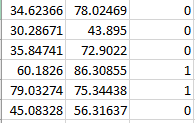 34.62366 78.02469 0
30.28671 43.895 0
35.84741 72.9022 0
60.1826 86.30855 1
79.03274 75.34438 1
45.08328 56.31637 0